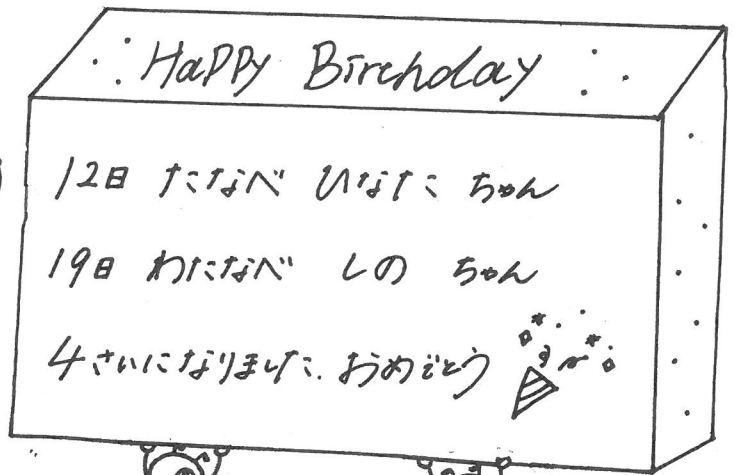 Happy Birthday
12日 たなべ ひなた ちゃん
19日 わたなべ しの ちゃん
4さいになりました.おめでとう